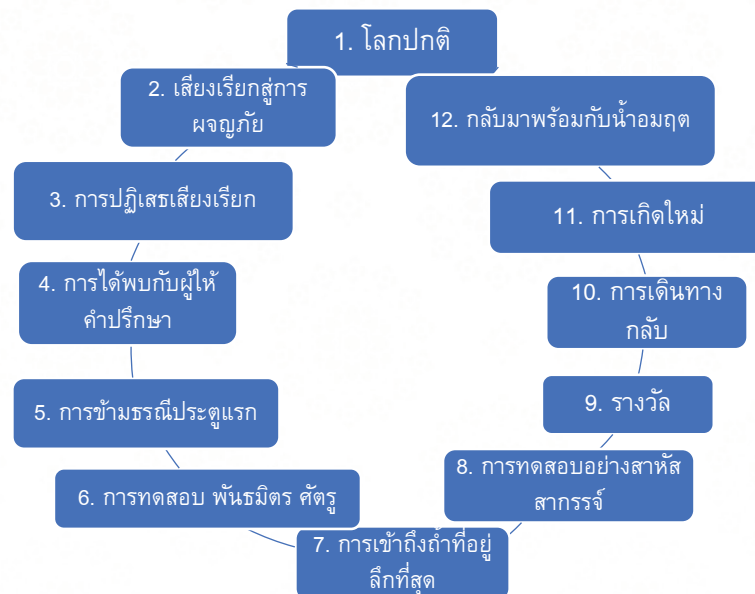 1. โลกปกติ
2. เสียงเรียกสู่การ
ผจญภัย
3. การปฏิเสธเสียงเรียก
4. การได้พบกับผู้ให้
คำปรึกษา
5. การข้ามธรณีประตูแรก
6. การทดสอบ พันธมิตร ศัตรู
7. การเข้าถึงถ้ำที่อยู่
ลึกที่สุด
8. การทดสอบอย่างสาหัส
สากรรจ์
9. รางวัล
10. การเดินทาง
กลับ
11. การเกิดใหม่
12. กลับมาพร้อมกับน้ำอมฤต